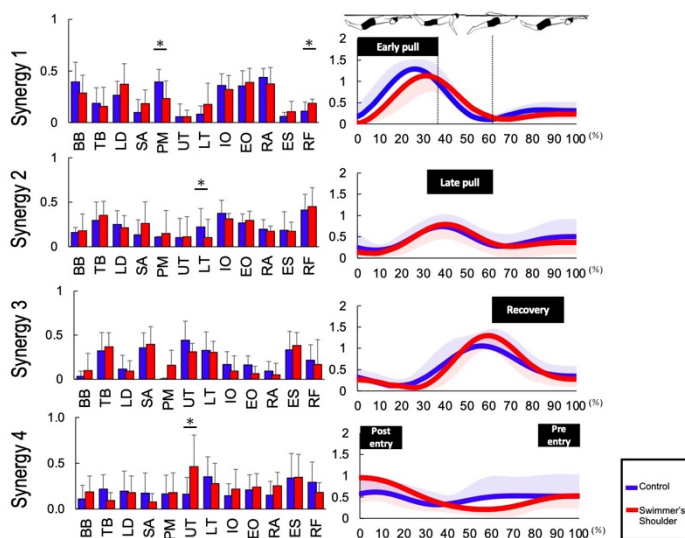 Synergy 1
1
0.5
0
*
*
BB TB LD SA PM UT LT IO EO RA ES RF
Early pull
2
1.5
1
0.5
0
0 10 20 30 40 50 60 70 80 90 100 (%)
Synergy 2
1
0.5
0
*
BB TB LD SA PM UT LT IO EO RA ES RF
Late pull
2
1.5
1
0.5
0
0 10 20 30 40 50 60 70 80 90 100 (%)
Synergy 3
1
0.5
0
BB TB LD SA PM UT LT IO EO RA ES RF
Recovery
2
1.5
1
0.5
0
0 10 20 30 40 50 60 70 80 90 100 (%)
Synergy 4
1.0
0.5
0.0
*
BB TB LD SA PM UT LT IO EO RA ES RF
Post
entry
Pre
entry
2
1.5
1
0.5
0
0 10 20 30 40 50 60 70 80 90 100 (%)
Control
Swimmer's
Shoulder